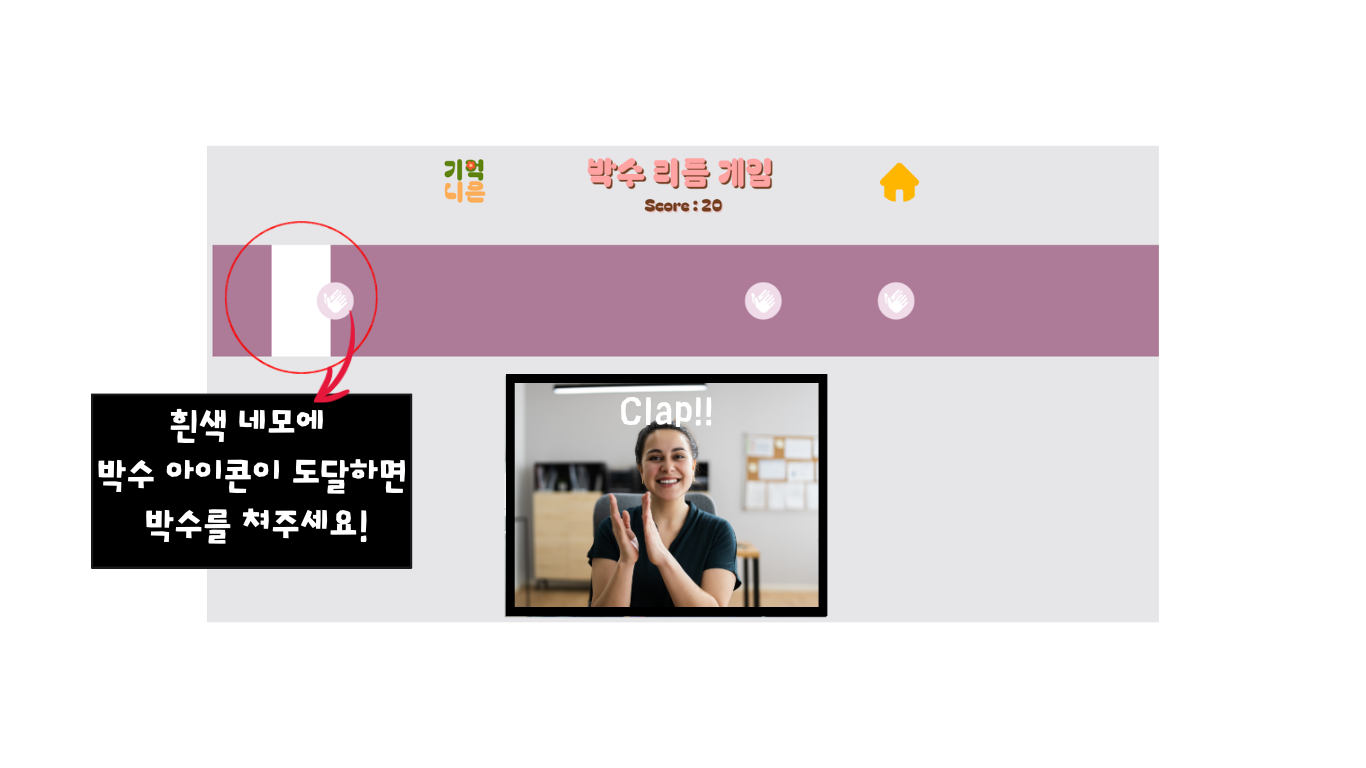 기억
니은
박수 리듬 게임
Score : 20
흰색 네모에
박수 아이콘이 도달하면
박수를 쳐주세요!
Clap!!